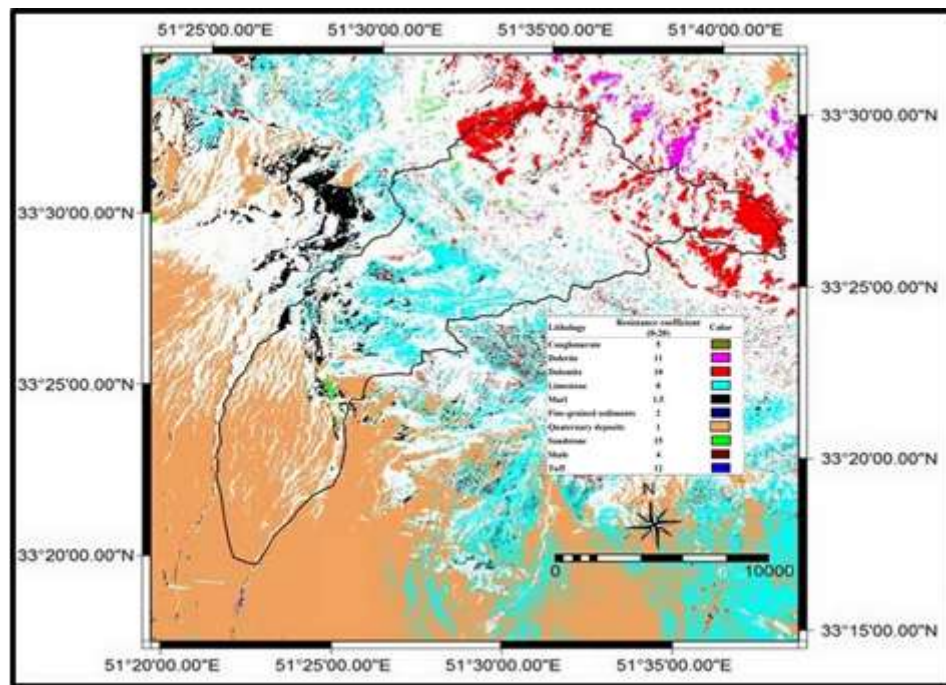 51°25'00.00"E 51°30'00.00"E 51°35'00.00"E 51°40'00.00"E
33°30'00.00"N
33°30'00.00"N
33°25'00.00"N
33°25'00.00"N
33°20'00.00"N
33°20'00.00"N
33°15'00.00"N
Lithology Resistance coefficient (0-20) Color
Conglomerate 5
Dolerite 11
Dolomite 10
Limestone
Marl 1.5
Fine-grained sediments 2
Quaternary deposits 1
Sandstone 15
Shale 4
Tuff 12
N
0 10000
51°20'00.00"E 51°25'00.00"E 51°30'00.00"E 51°35'00.00"E